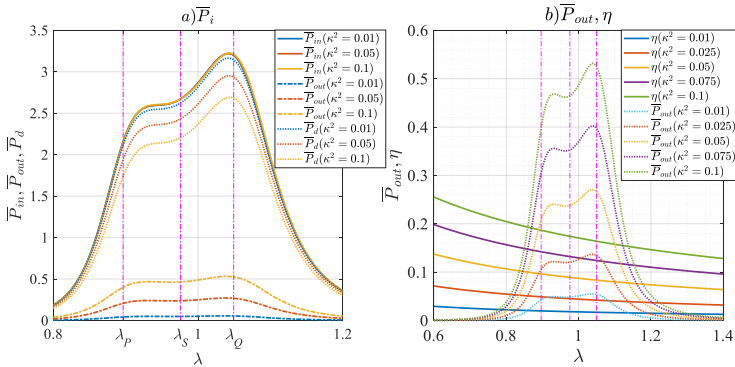 a)P̅ᵢ
3.5
3
2.5
2
1.5
1
0.5
0
P̅_in, P̅_out, P̅_d
0.8
λ_P
λ_S
1
λ_Q
1.2
λ
P̅_in(κ² = 0.01)
P̅_in(κ² = 0.05)
P̅_in(κ² = 0.1)
P̅_out(κ² = 0.01)
P̅_out(κ² = 0.05)
P̅_out(κ² = 0.1)
P̅_d(κ² = 0.01)
P̅_d(κ² = 0.05)
P̅_d(κ² = 0.1)
b)P̅_out, η
0.6
0.5
0.4
0.3
0.2
0.1
0
P̅_out, η
0.6
0.8
1
1.2
1.4
λ
η(κ² = 0.01)
η(κ² = 0.025)
η(κ² = 0.05)
η(κ² = 0.075)
η(κ² = 0.1)
P̅_out(κ² = 0.01)
P̅_out(κ² = 0.025)
P̅_out(κ² = 0.05)
P̅_out(κ² = 0.075)
P̅_out(κ² = 0.1)